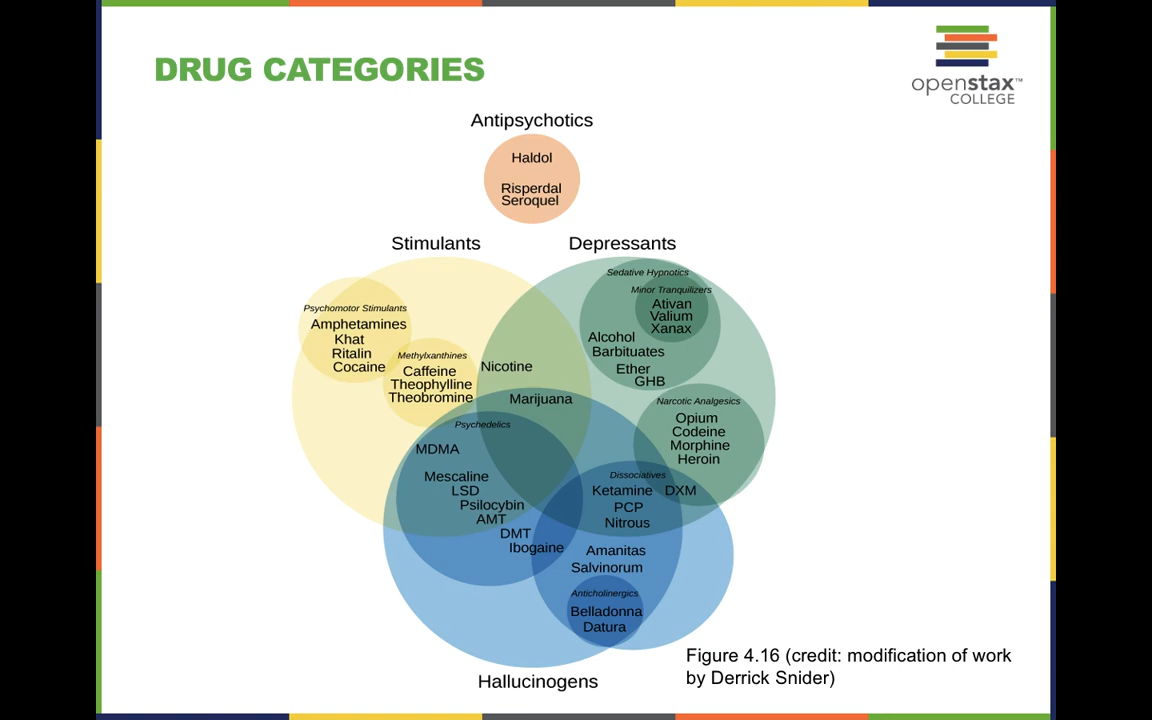 DRUG CATEGORIES
openstax™
COLLEGE
Antipsychotics
Haldol
Risperdal
Seroquel
Stimulants
Depressants
Psychomotor Stimulants
Amphetamines
Khat
Ritalin
Cocaine
Methylxanthines
Caffeine
Theophylline
Theobromine
Nicotine
Marijuana
Sedative Hypnotics
Minor Tranquilizers
Ativan
Valium
Xanax
Alcohol
Barbituates
Ether
GHB
Narcotic Analgesics
Opium
Codeine
Morphine
Heroin
Psychedelics
MDMA
Mescaline
LSD
Psilocybin
AMT
DMT
Ibogaine
Dissociatives
Ketamine
DXM
PCP
Nitrous
Amanitas
Salvinorum
Anticholinergics
Belladonna
Datura
Hallucinogens
Figure 4.16 (credit: modification of work
by Derrick Snider)